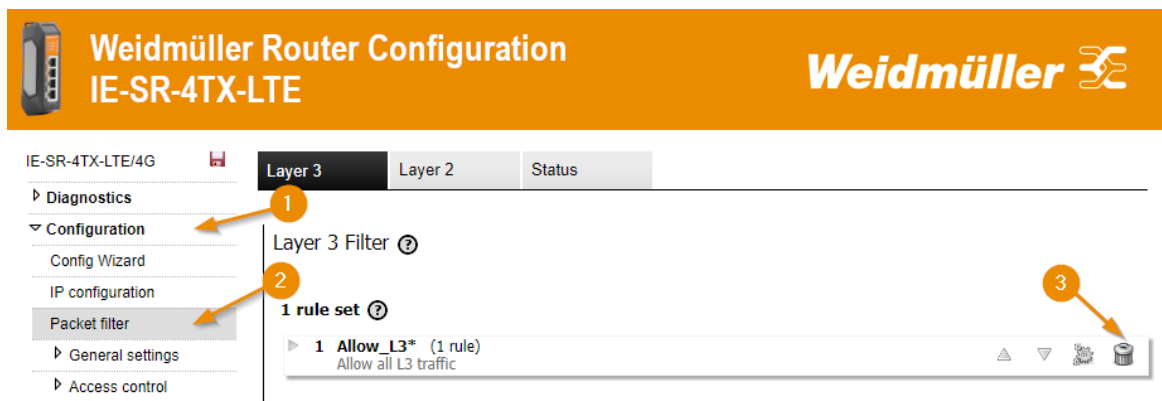 Weidmüller Router Configuration
IE-SR-4TX-LTE
Weidmüller
IE-SR-4TX-LTE/4G
Layer 3
Layer 2
Status
Diagnostics
1
Configuration
Layer 3 Filter ?
Config Wizard
IP configuration
2
3
1 rule set ?
Packet filter
1 Allow_L3* (1 rule)
Allow all L3 traffic
General settings
Access control